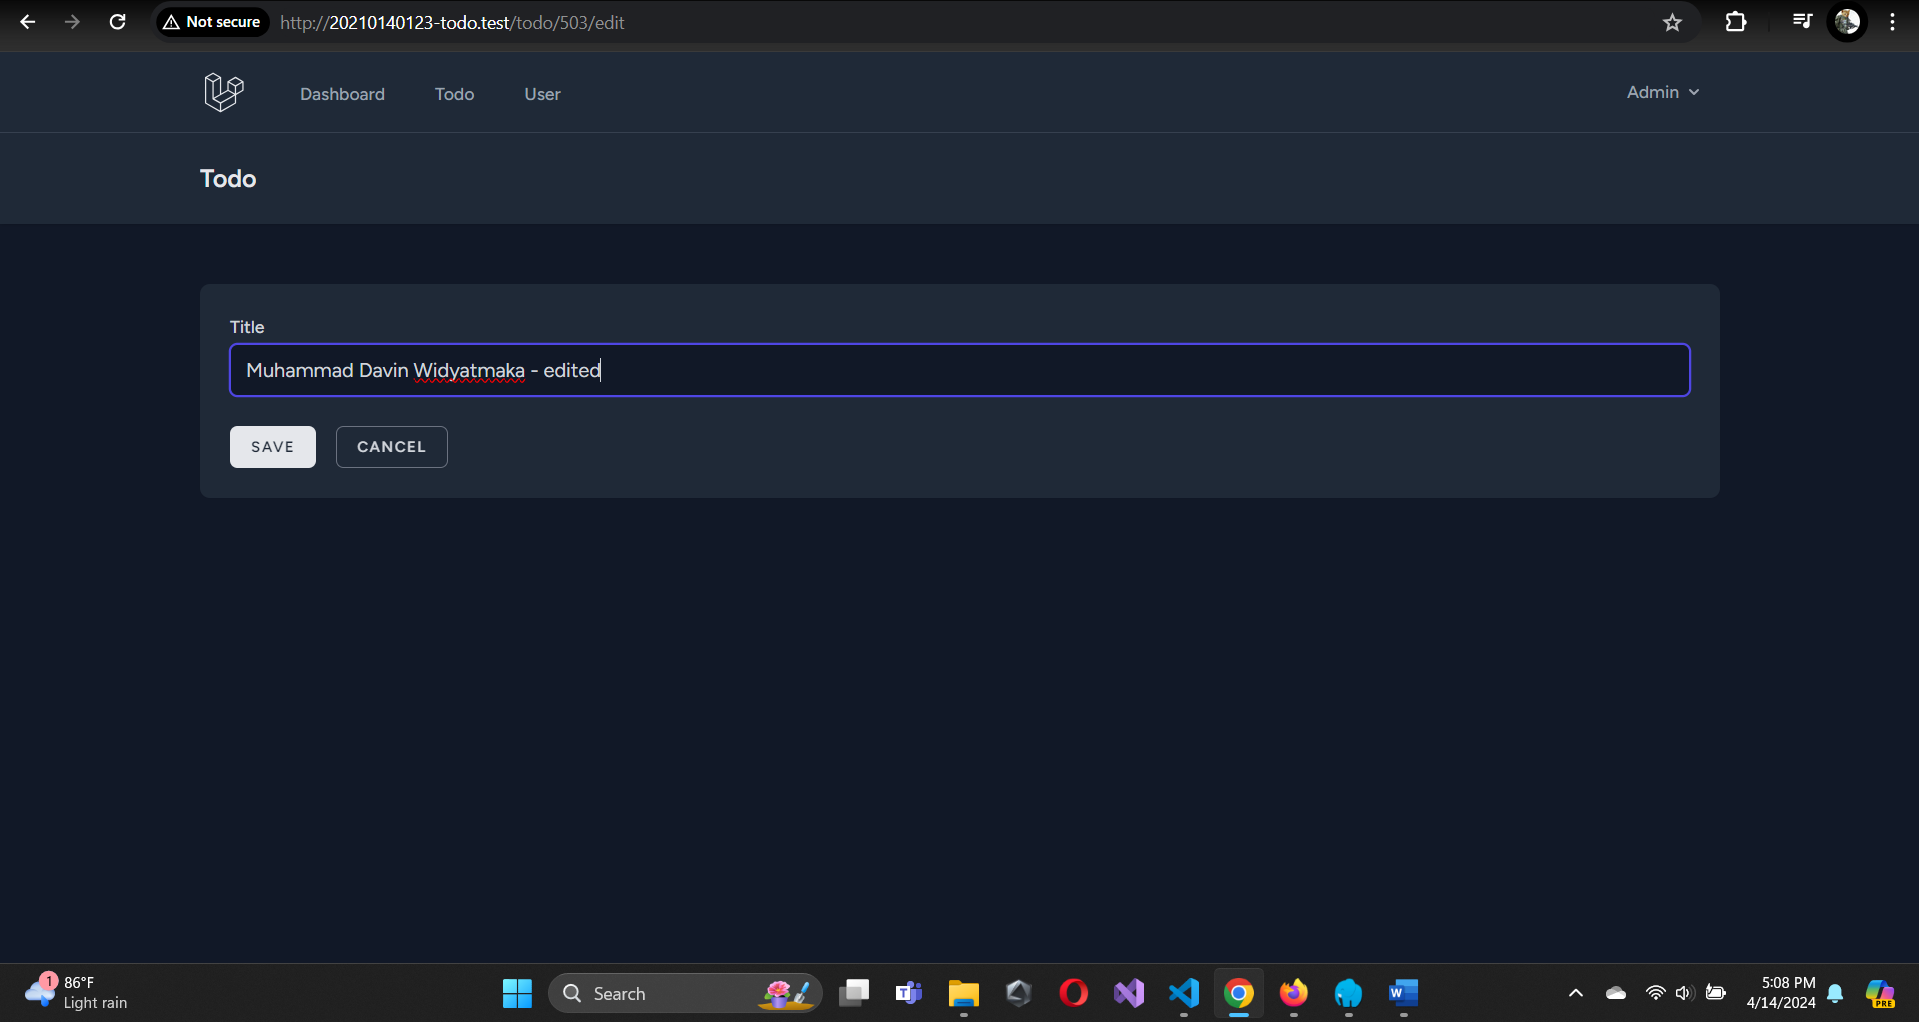 Not secure http://20210140123-todo.test/todo/503/edit
Dashboard Todo User Admin
Todo
Title
Muhammad Davin Widyatmaka - edited
SAVE CANCEL
1 86°F
Light rain
Search
5:08 PM
4/14/2024
PRE